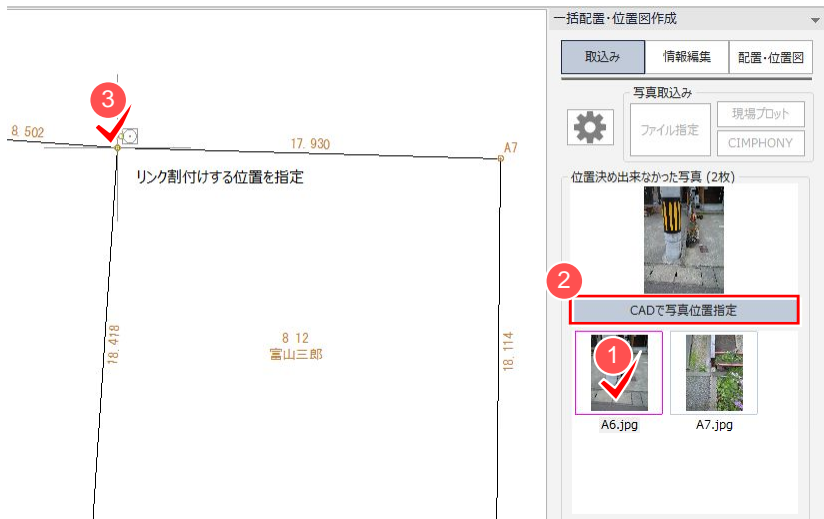 一括配置・位置図作成
取込み
情報編集
配置・位置図
写真取込み
ファイル指定
現場プロット
CIMPHONY
位置決め出来なかった写真 (2枚)
2
CADで写真位置指定
1
A6.jpg
A7.jpg
3
8.502
17.930
A7
リンク割付けする位置を指定
18.418
8 12
富山三郎
18.114